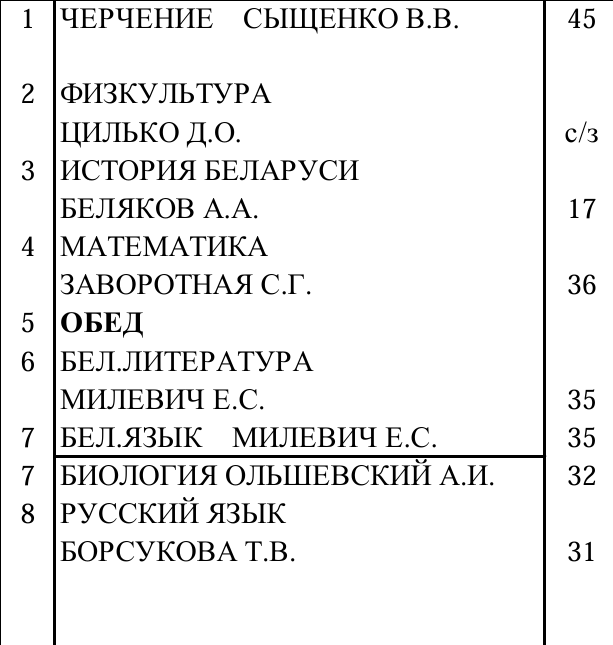 1 ЧЕРЧЕНИЕ СЫЩЕНКО В.В. 45
2 ФИЗКУЛЬТУРА
ЦИЛЬКО Д.О. с/з
3 ИСТОРИЯ БЕЛАРУСИ
БЕЛЯКОВ А.А. 17
4 МАТЕМАТИКА
ЗАВОРОТНАЯ С.Г. 36
5 ОБЕД
6 БЕЛ.ЛИТЕРАТУРА
МИЛЕВИЧ Е.С. 35
7 БЕЛ.ЯЗЫК МИЛЕВИЧ Е.С. 35
7 БИОЛОГИЯ ОЛЬШЕВСКИЙ А.И. 32
8 РУССКИЙ ЯЗЫК
БОРСУКОВА Т.В. 31